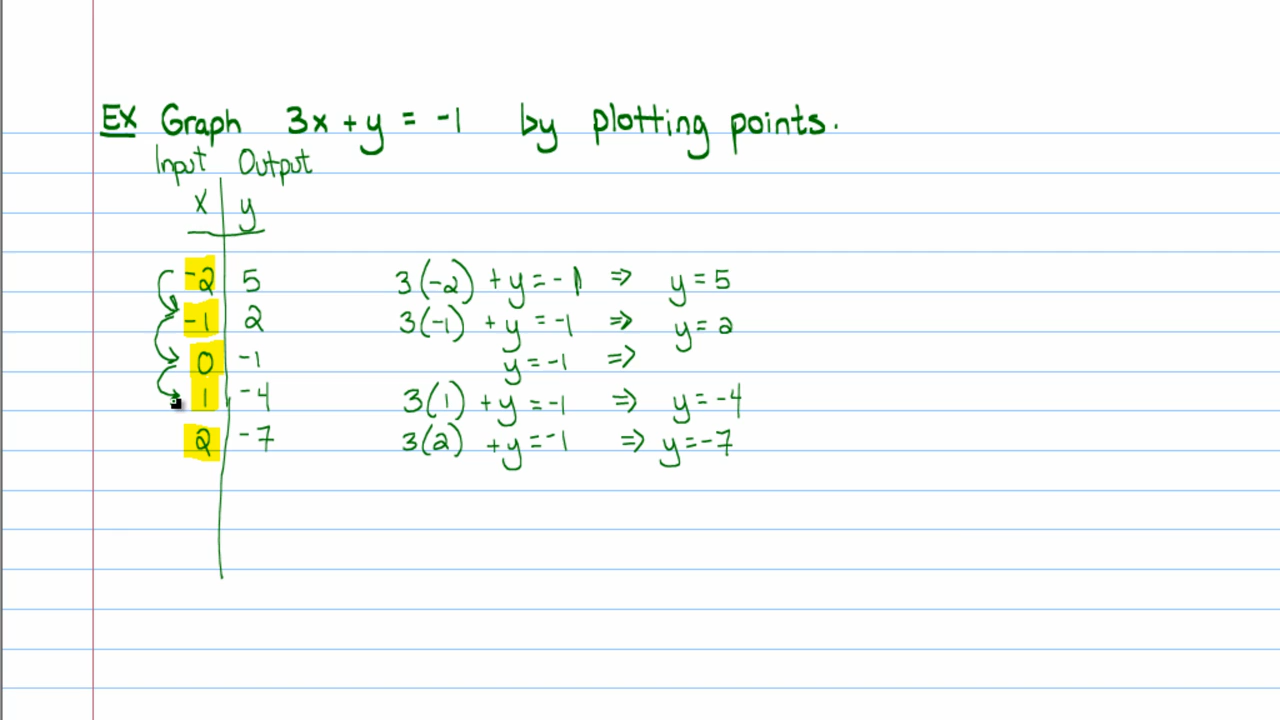 EX Graph 3x + y = -1 by plotting points.
Input Output
x y
-2 5 3(-2) + y = -1 => y = 5
-1 2 3(-1) + y = -1 => y = 2
0 -1 y = -1 =>
1 -4 3(1) + y = -1 => y = -4
2 -7 3(2) + y = -1 => y = -7